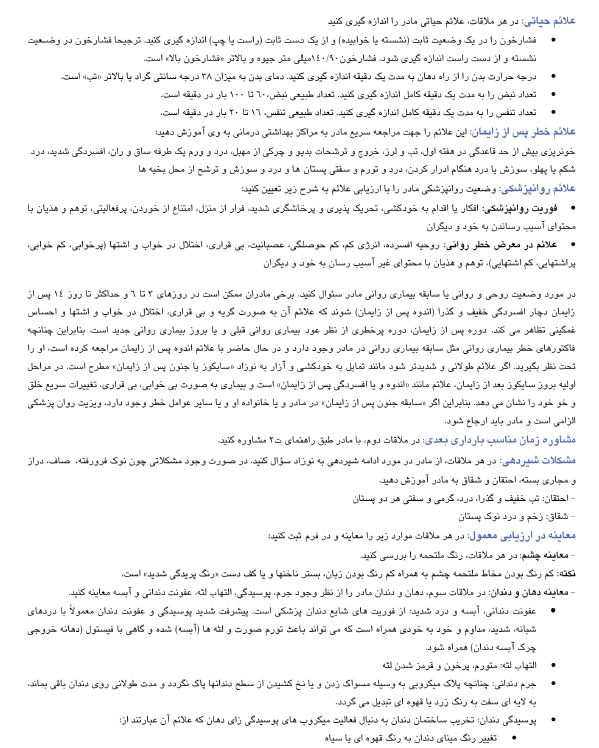 علائم حیاتی: در هر ملاقات، علائم حیاتی مادر را اندازه گیری کنید.
• فشارخون را در یک وضعیت ثابت (نشسته یا خوابیده) و از یک دست ثابت (راست یا چپ) اندازه گیری کنید. ترجیحا فشارخون در وضعیت
نشسته و از دست راست اندازه گیری شود. فشارخون ۱۴۰/۹۰میلی متر جیوه و بالاتر «فشارخون بالا» است.
• درجه حرارت بدن را از راه دهان به مدت یک دقیقه اندازه گیری کنید. دمای بدن به میزان ۳۸ درجه سانتی گراد یا بالاتر «تب» است.
• تعداد نبض را به مدت یک دقیقه کامل اندازه گیری کنید. تعداد طبیعی نبض، ۶۰ تا ۱۰۰ بار در دقیقه است.
• تعداد تنفس را به مدت یک دقیقه کامل اندازه گیری کنید. تعداد طبیعی تنفس، ۱۶ تا ۲۰ بار در دقیقه است.
علائم خطر پس از زایمان: این علائم را جهت مراجعه سریع مادر به مراکز بهداشتی درمانی به وی آموزش دهید:
خونریزی بیش از حد قاعدگی در هفته اول، تب و لرز، خروج و ترشحات بدبو و چرکی از مهبل، درد و ورم یک طرفه ساق و ران، افسردگی شدید، درد
شکم یا پهلو، سوزش یا درد هنگام ادرار کردن، درد و تورم و سفتی پستان ها و درد و سوزش و ترشح از محل بخیه ها
علائم روانپزشکی: وضعیت روانپزشکی مادر را با ارزیابی علائم به شرح زیر تعیین کنید:
• فوریت روانپزشکی: افکار یا اقدام به خودکشی، تحریک پذیری و پرخاشگری شدید، فرار از منزل، امتناع از خوردن، پرفعالیتی، توهم و هذیان با
محتوای آسیب رساندن به خود و دیگران
• علائم در معرض خطر روانی: روحیه افسرده، انرژی کم، کم حوصلگی، عصبانیت، بی قراری، اختلال در خواب و اشتها (پرخوابی، کم خوابی،
پراشتهایی، کم اشتهایی)، توهم و هذیان با محتوای غیر آسیب رسان به خود و دیگران
در مورد وضعیت روحی و روانی یا سابقه بیماری روانی مادر سئوال کنید. برخی مادران ممکن است در روزهای ۳ تا ۶ و حداکثر تا روز ۱۴ پس از
زایمان دچار افسردگی خفیف و گذرا (اندوه پس از زایمان) شوند که علائم آن به صورت گریه و بی قراری، اختلال در خواب و اشتها و احساس
غمگینی تظاهر می کند. دوره پس از زایمان، دوره پرخطری از نظر عود بیماری روانی قبلی و یا بروز بیماری روانی جدید است. بنابراین چنانچه
فاکتورهای خطر بیماری روانی مثل سابقه بیماری روانی در مادر وجود دارد و در حال حاضر با علائم اندوه پس از زایمان مراجعه کرده است، او را
تحت نظر بگیرید. اگر علائم طولانی و شدیدتر شود مانند تمایل به خودکشی و آزار به نوزاد «سایکوز یا جنون پس از زایمان» مطرح است. در مراحل
اولیه بروز سایکوز بعد از زایمان، علائم مانند «اندوه و یا افسردگی پس از زایمان» است و بیماری به صورت بی خوابی، بی قراری، تغییرات سریع خلق
و خو خود را نشان می دهد. بنابراین اگر «سابقه جنون پس از زایمان» در مادر و یا خانواده او و یا سایر عوامل خطر وجود دارد، ویزیت روان پزشکی
الزامی است و مادر باید ارجاع شود.
مشاوره زمان مناسب بارداری بعدی: در ملاقات دوم، با مادر طبق راهنمای ت۲ مشاوره کنید.
مشکلات شیردهی: در هر ملاقات، از مادر در مورد ادامه شیردهی به نوزاد سؤال کنید. در صورت وجود مشکلاتی چون نوک فرورفته، صاف، دراز
و مجاری بسته، احتقان و شقاق به مادر آموزش دهید.
– احتقان: تب خفیف و گذرا، درد، گرمی و سفتی هر دو پستان
– شقاق: زخم و درد نوک پستان
معاینه در ارزیابی معمول: در هر ملاقات موارد زیر را معاینه و در فرم ثبت کنید:
– معاینه چشم: در هر ملاقات، رنگ ملتحمه را بررسی کنید.
نکته: کم رنگ بودن مخاط ملتحمه چشم به همراه کم رنگ بودن زبان، بستر ناخنها و یا کف دست «رنگ پریدگی شدید» است.
– معاینه دهان و دندان: در ملاقات سوم، دهان و دندان مادر را از نظر وجود جرم، پوسیدگی، التهاب لثه، عفونت دندانی و آبسه معاینه کنید.
• عفونت دندانی، آبسه و درد شدید: از فوریت های شایع دندان پزشکی است. پیشرفت شدید پوسیدگی و عفونت دندان معمولاً با دردهای
شبانه، شدید، مداوم و خود به خودی همراه است که می تواند باعث تورم صورت و لثه ها (آبسه) شده و گاهی با فیستول (دهانه خروجی
چرک آبسه دندان) همراه شود.
• التهاب لثه: متورم، پرخون و قرمز شدن لثه
• جرم دندانی: چنانچه پلاک میکروبی به وسیله مسواک زدن و یا نخ کشیدن از سطح دندانها پاک نگردد و مدت طولانی روی دندان باقی بماند،
به لایه ای سفت به رنگ زرد یا قهوه ای تبدیل می گردد.
• پوسیدگی دندان: تخریب ساختمان دندان به دنبال فعالیت میکروب های پوسیدگی زای دهان که علائم آن عبارتند از:
• تغییر رنگ مینای دندان به رنگ قهوه ای یا سیاه